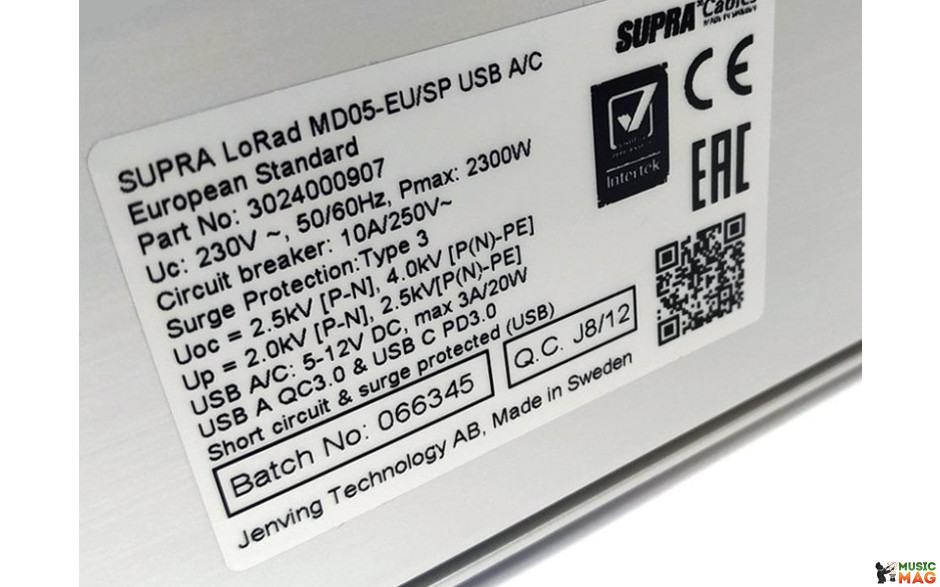 SUPRA Cables
MADE IN SWEDEN
SUPRA LoRad MD05-EU/SP USB A/C
European Standard
Part No: 3024000907
Uc: 230V ~, 50/60Hz, Pmax: 2300W
Circuit breaker: 10A/250V~
Surge Protection:Type 3
Uoc = 2.5kV [P-N], 4.0kV [P(N)-PE]
Up = 2.0kV [P-N], 2.5kV[P(N)-PE]
USB A/C: 5-12V DC, max 3A/20W
USB A QC3.0 & USB C PD3.0
Short circuit & surge protected (USB)
Batch No: 066345
Q.C. J8/12
Jenving Technology AB, Made in Sweden
Intertek
CE
EAC
MUSIC
MAG